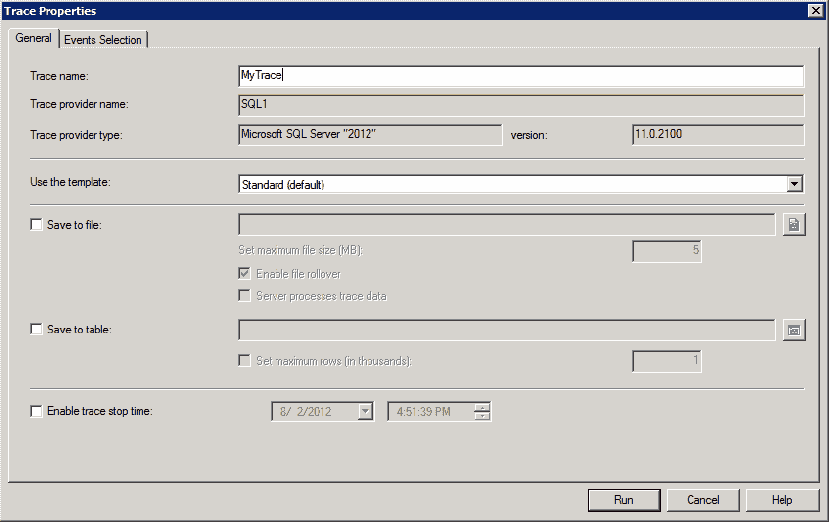 Trace Properties
General Events Selection
Trace name: MyTrace
Trace provider name: SQL1
Trace provider type: Microsoft SQL Server "2012" version: 11.0.2100
Use the template: Standard (default)
Save to file:
Set maximum file size (MB): 5
Enable file rollover
Server processes trace data
Save to table:
Set maximum rows (in thousands): 1
Enable trace stop time: 8/ 2/2012 4:51:39 PM
Run Cancel Help